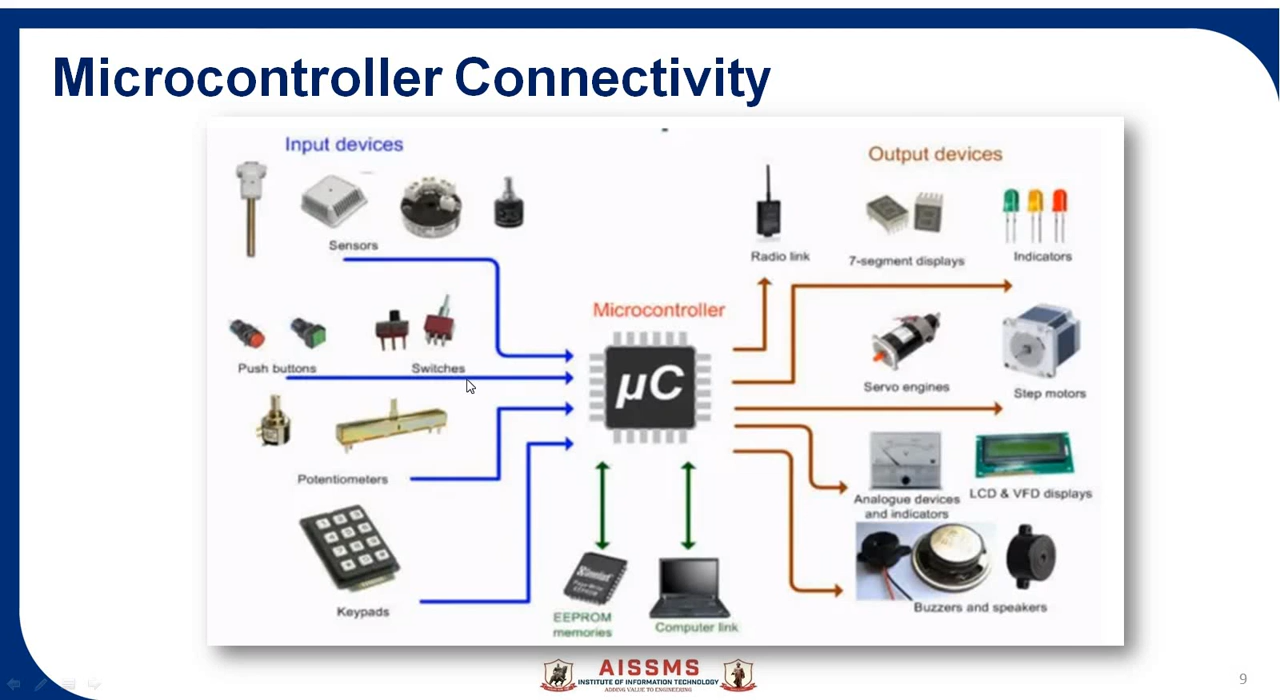 Microcontroller Connectivity
Input devices
Output devices
Sensors
Radio link
7-segment displays
Indicators
Microcontroller
µC
Push buttons
Switches
Servo engines
Step motors
Potentiometers
Analogue devices
and indicators
LCD & VFD displays
Keypads
EEPROM
memories
Computer link
Buzzers and speakers
AISSMS
INSTITUTE OF INFORMATION TECHNOLOGY
ADDING VALUE TO ENGINEERING
9